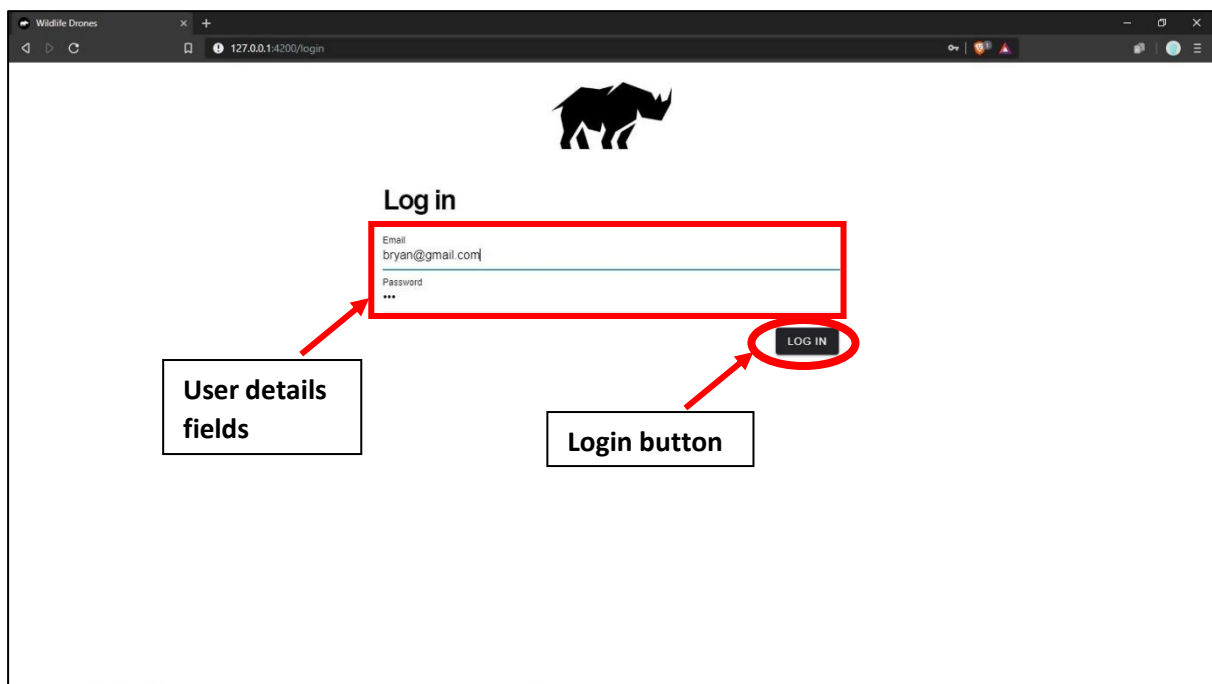 Wildlife Drones
127.0.0.1:4200/login
Log in
Email
bryan@gmail.com
Password
•••
LOG IN
User details
fields
Login button